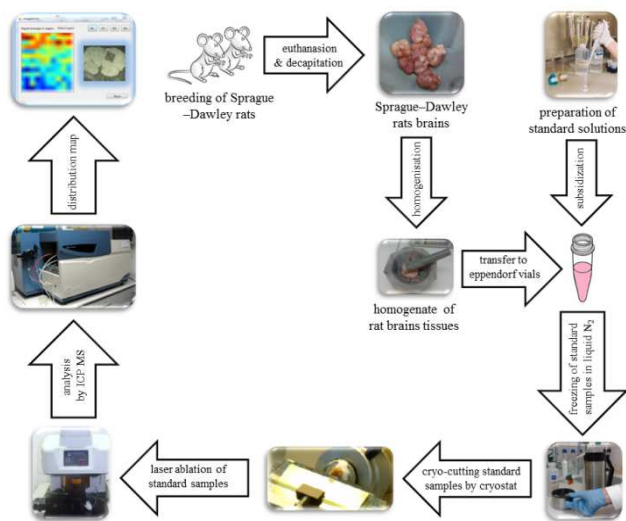 euthanasion
& decapitation
breeding of Sprague
–Dawley rats
Sprague–Dawley
rats brains
preparation of
standard solutions
distribution map
homogenisation
subsidization
transfer to
eppendorf vials
homogenate of
rat brains tissues
freezing of standard
samples in liquid N₂
analysis
by ICP MS
laser ablation of
standard samples
cryo-cutting standard
samples by cryostat